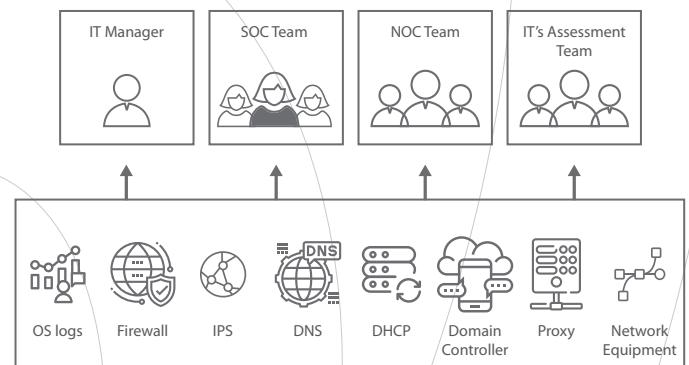 IT Manager
SOC Team
NOC Team
IT's Assessment
Team
DNS
OS logs
Firewall
IPS
DNS
DHCP
Domain
Controller
Proxy
Network
Equipment